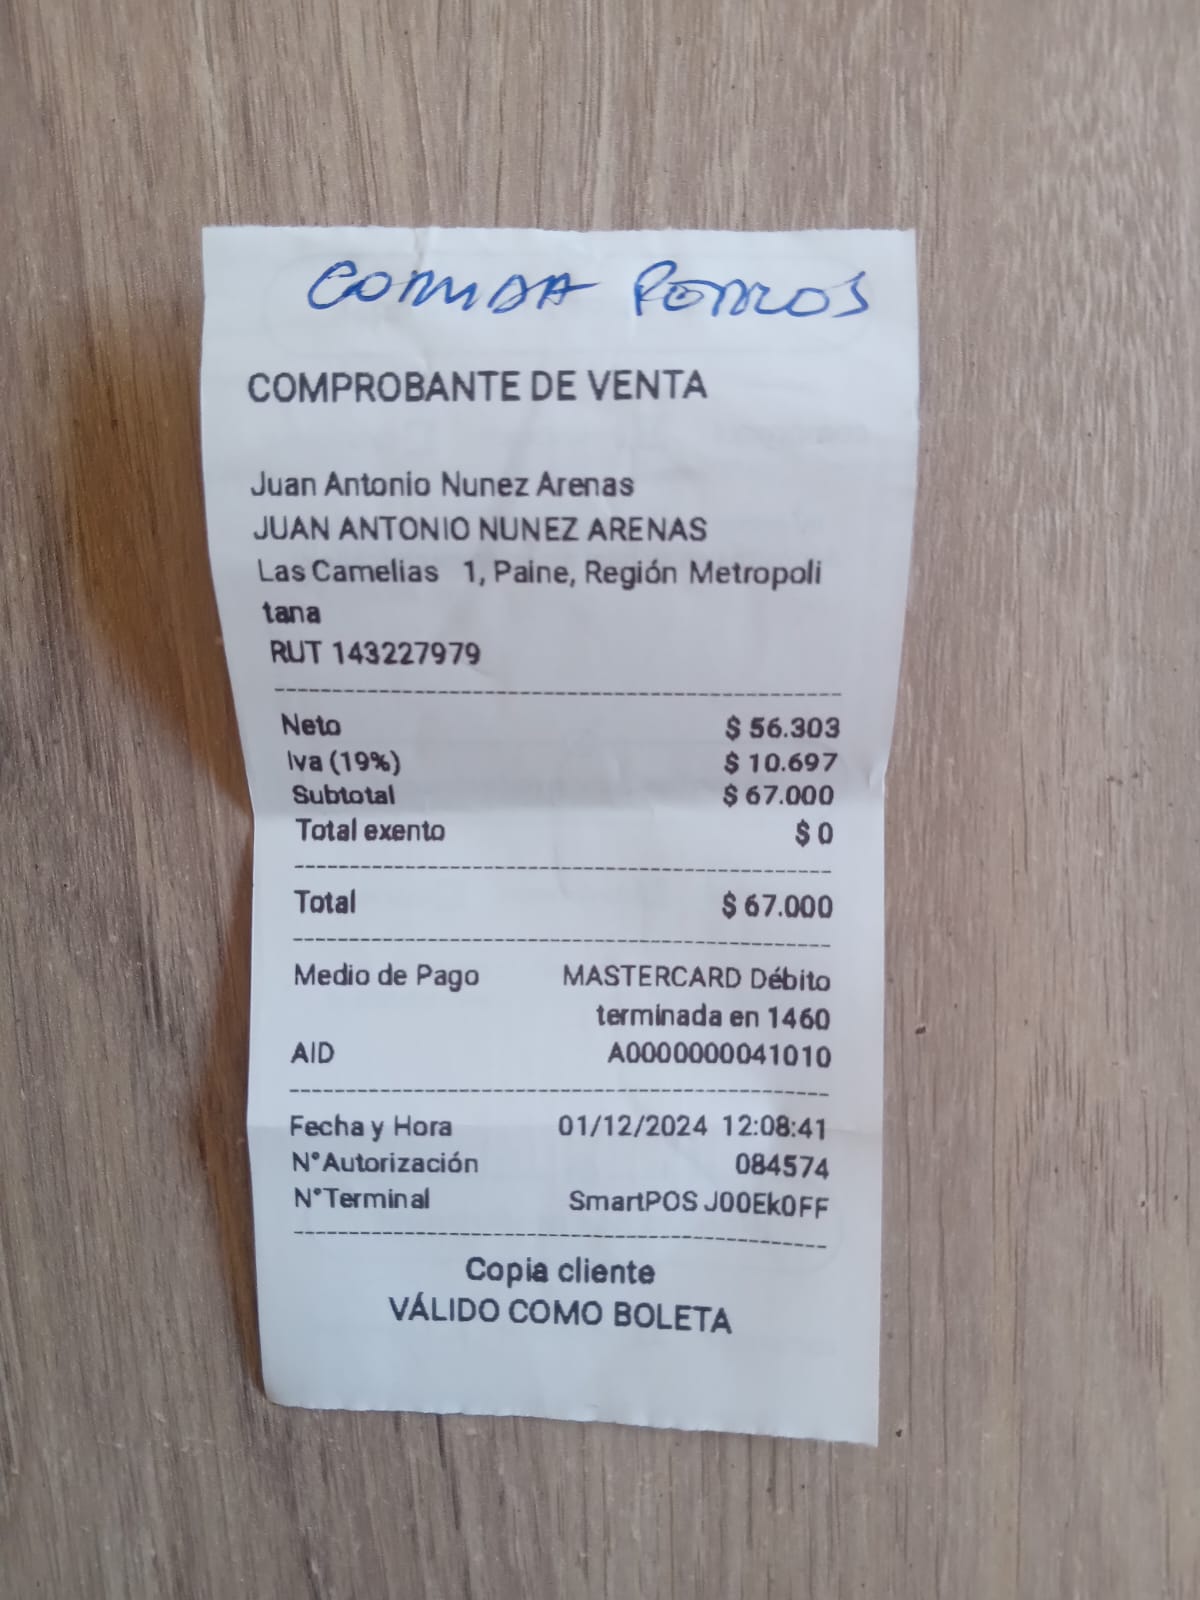 COMIDA PERROS
COMPROBANTE DE VENTA
Juan Antonio Nunez Arenas
JUAN ANTONIO NUNEZ ARENAS
Las Camelias 1, Paine, Región Metropoli
tana
RUT 143227979
Neto $ 56.303
Iva (19%) $ 10.697
Subtotal $ 67.000
Total exento $ 0
Total $ 67.000
Medio de Pago MASTERCARD Débito
terminada en 1460
AID A0000000041010
Fecha y Hora 01/12/2024 12:08:41
N°Autorización 084574
N°Terminal SmartPOS J00Ek0FF
Copia cliente
VÁLIDO COMO BOLETA